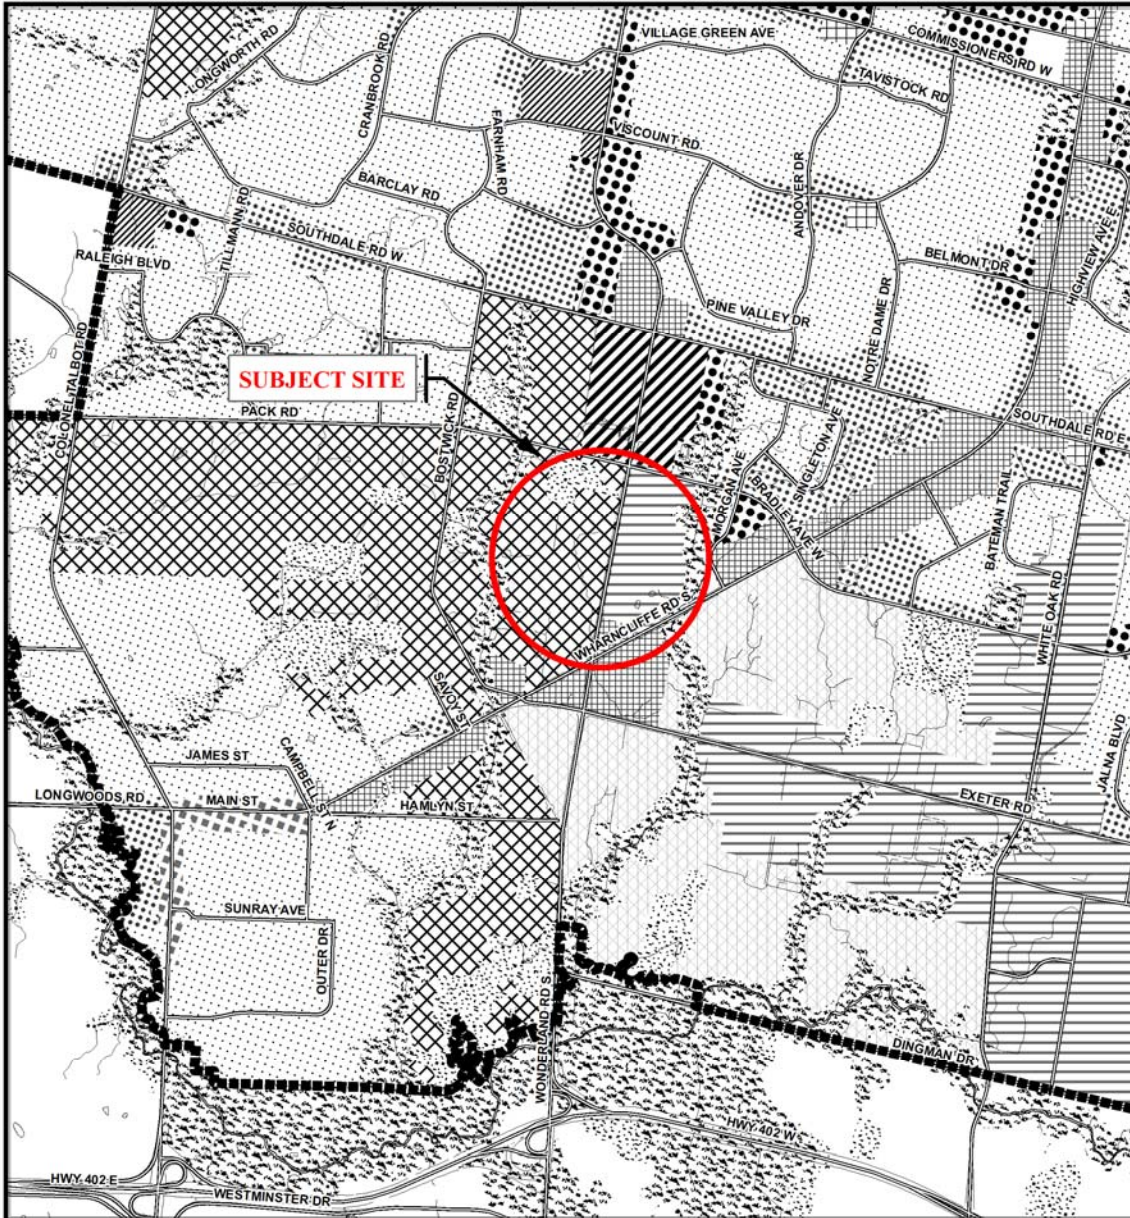 VILLAGE GREEN AVE
COMMISSIONERS RD W
LONGWORTH RD
CRANBROOK RD
TAVISTOCK RD
FARNHAM RD
VISCOUNT RD
ANDOVER DR
BARCLAY RD
TILLMANN RD
SOUTHDALE RD W
HIGHVIEW AVE E
RALEIGH BLVD
BELMONT DR
NOTRE DAME DR
PINE VALLEY DR
COLONEL TALBOT RD
SUBJECT SITE
PACK RD
BOSTWICK RD
SOUTHDALE RD E
SINGLETON AVE
MORGAN AVE
BRADLEY AVE W
BATEMAN TRAIL
WHITE OAK RD
WHARNCLIFFE RD S
SAVOY ST
JAMES ST
CAMPBELL ST N
JALNA BLVD
LONGWOODS RD
MAIN ST
HAMLYN ST
EXETER RD
SUNRAY AVE
OUTER DR
WONDERLAND RD S
DINGMAN DR
HWY 402 W
HWY 402 E
WESTMINSTER DR